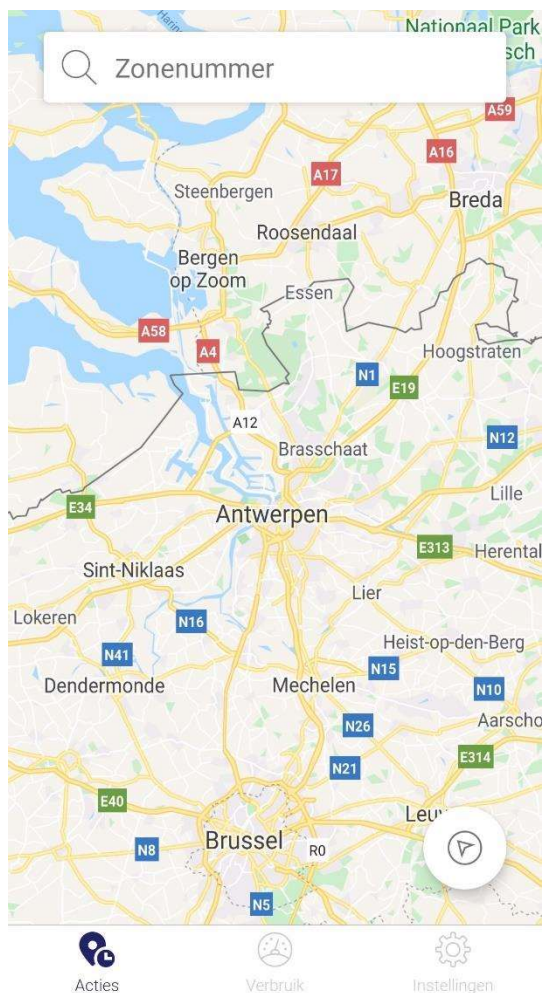 Nationaal Park
sch
Zonenummer
A59
A16
A17
Steenbergen
Breda
Roosendaal
Bergen
op Zoom
Essen
A58
A4
Hoogstraten
N1
E19
A12
N12
Brasschaat
Lille
E34
Antwerpen
E313
Herental
Sint-Niklaas
Lier
Lokeren
N16
Heist-op-den-Berg
N41
N15
Dendermonde
Mechelen
N10
N26
Aarscho
E314
N21
E40
Leuv
Brussel
N8
R0
N5
Acties
Verbruik
Instellingen